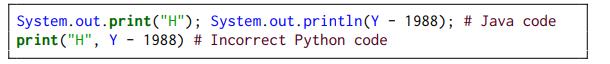 System.out.print("H"); System.out.println(Y - 1988); # Java code
print("H", Y - 1988) # Incorrect Python code